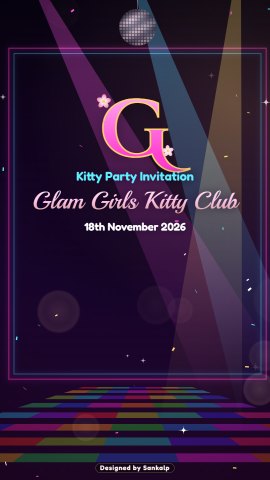 G
Kitty Party Invitation
Glam Girls Kitty Club
18th November 2026
Designed by Sankalp